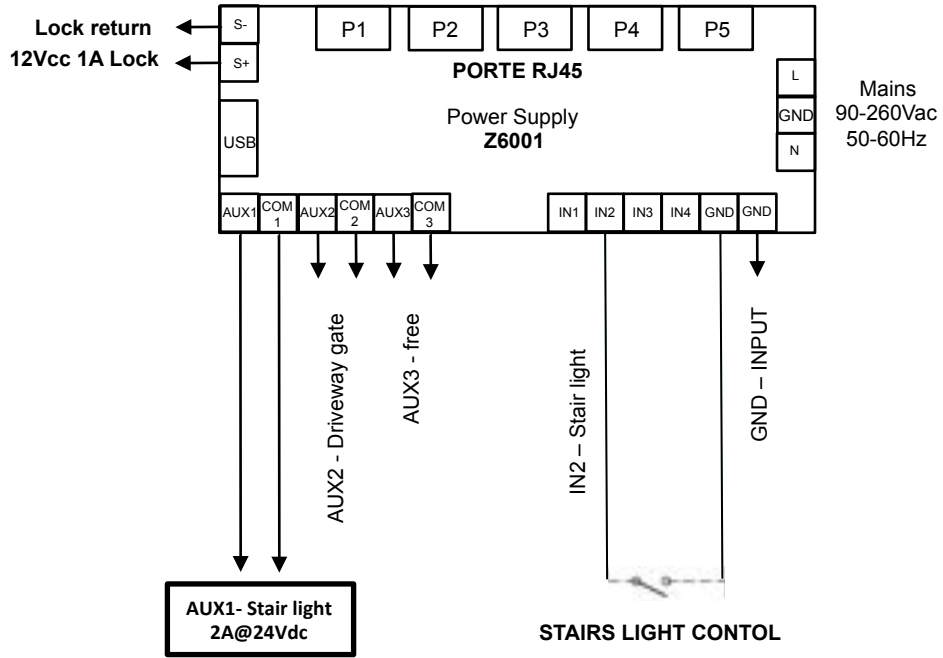 Lock return
12Vcc 1A Lock
S-
S+
USB
P1 P2 P3 P4 P5
PORTE RJ45
Power Supply
Z6001
L
GND
N
Mains
90-260Vac
50-60Hz
AUX1 COM 1 AUX2 COM 2 AUX3 COM 3
IN1 IN2 IN3 IN4 GND GND
AUX2 - Driveway gate
AUX3 - free
IN2 – Stair light
GND – INPUT
AUX1- Stair light
2A@24Vdc
STAIRS LIGHT CONTOL